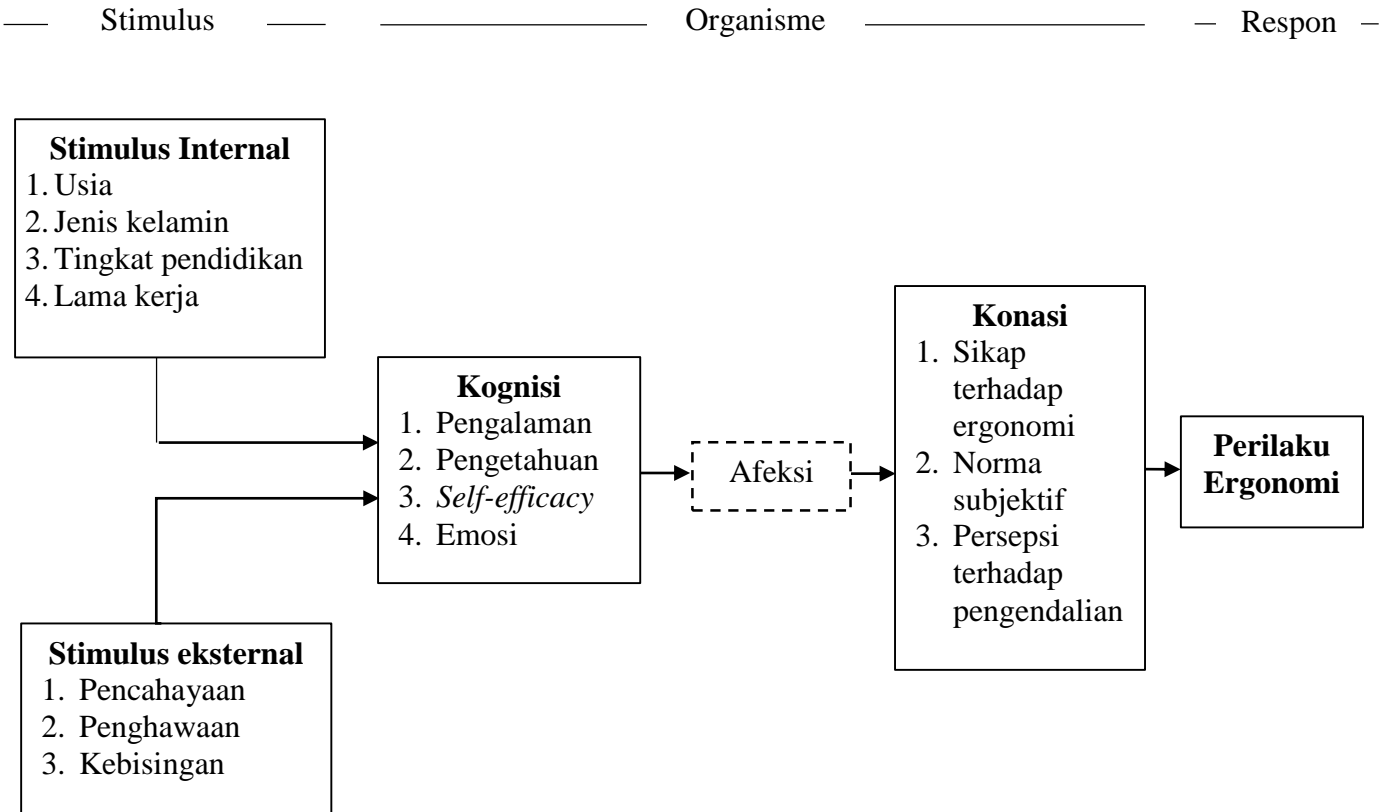 Stimulus
Organisme
Respon
Stimulus Internal
1. Usia
2. Jenis kelamin
3. Tingkat pendidikan
4. Lama kerja
Stimulus eksternal
1. Pencahayaan
2. Penghawaan
3. Kebisingan
Kognisi
1. Pengalaman
2. Pengetahuan
3. Self-efficacy
4. Emosi
Afeksi
Konasi
1. Sikap
terhadap
ergonomi
2. Norma
subjektif
3. Persepsi
terhadap
pengendalian
Perilaku
Ergonomi